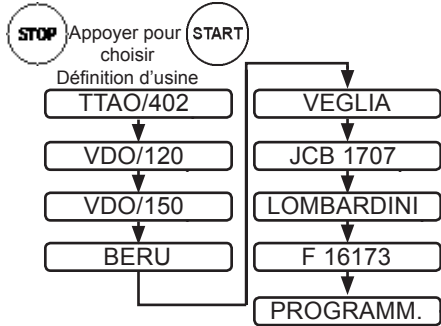 STOP
Appoyer pour
choisir
START
Définition d'usine
TTAO/402
VDO/120
VDO/150
BERU
VEGLIA
JCB 1707
LOMBARDINI
F 16173
PROGRAMM.